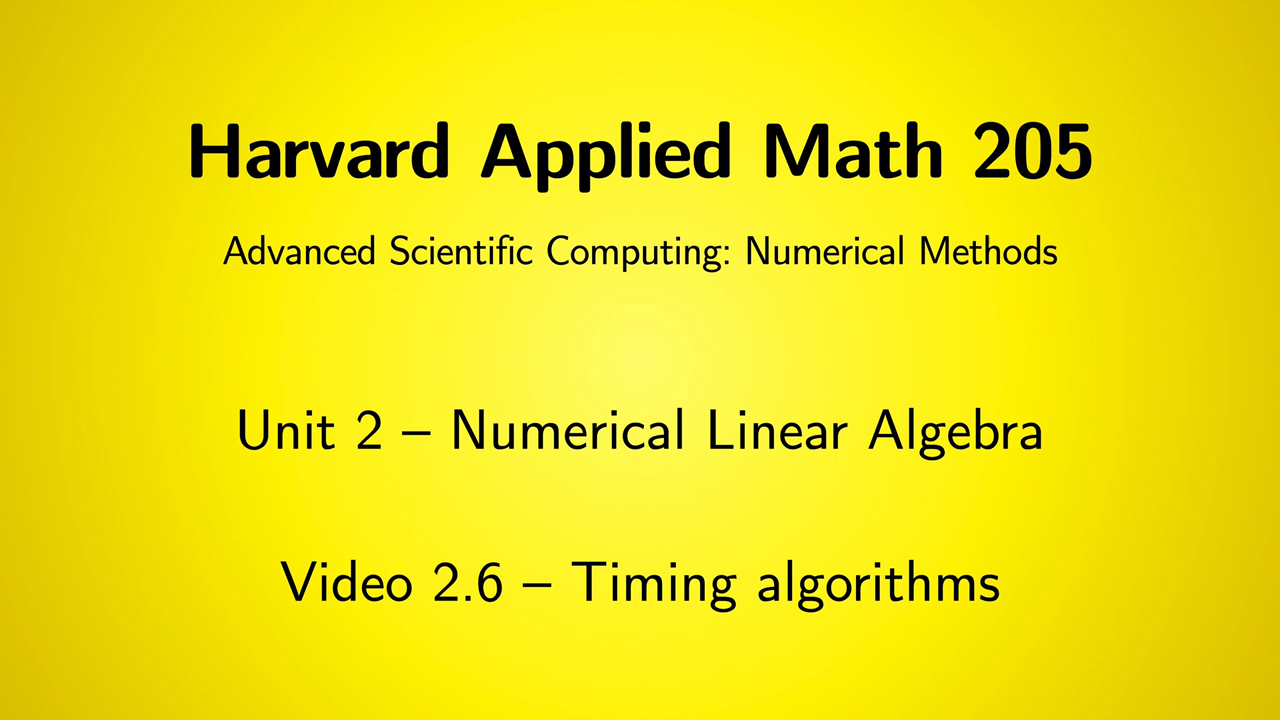 Harvard Applied Math 205
Advanced Scientific Computing: Numerical Methods
Unit 2 – Numerical Linear Algebra
Video 2.6 – Timing algorithms